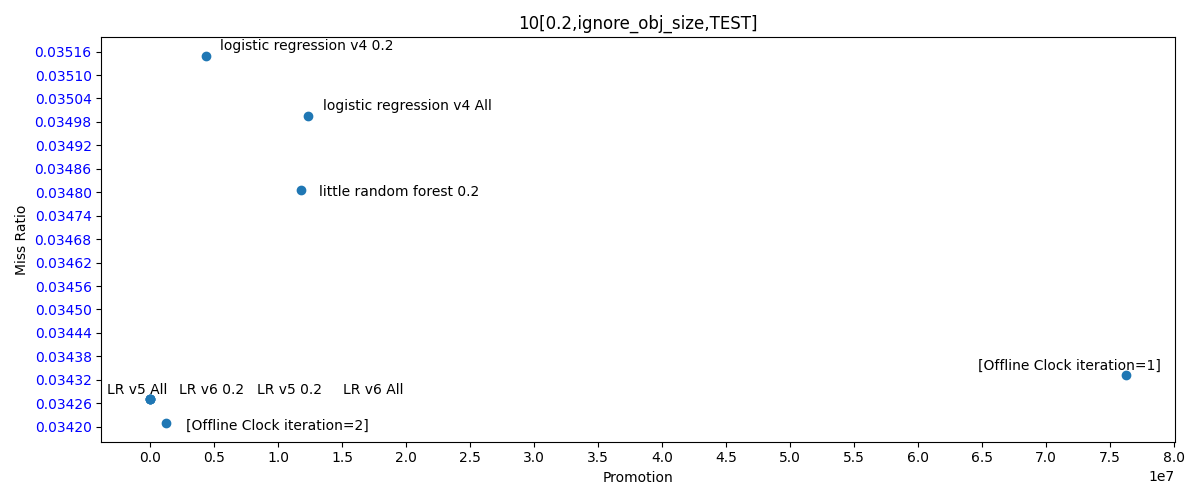 10[0.2,ignore_obj_size,TEST]
Miss Ratio
0.03516
0.03510
0.03504
0.03498
0.03492
0.03486
0.03480
0.03474
0.03468
0.03462
0.03456
0.03450
0.03444
0.03438
0.03432
0.03426
0.03420
logistic regression v4 0.2
logistic regression v4 All
little random forest 0.2
[Offline Clock iteration=1]
LR v5 All LR v6 0.2 LR v5 0.2 LR v6 All
[Offline Clock iteration=2]
0.0 0.5 1.0 1.5 2.0 2.5 3.0 3.5 4.0 4.5 5.0 5.5 6.0 6.5 7.0 7.5 8.0
1e7
Promotion